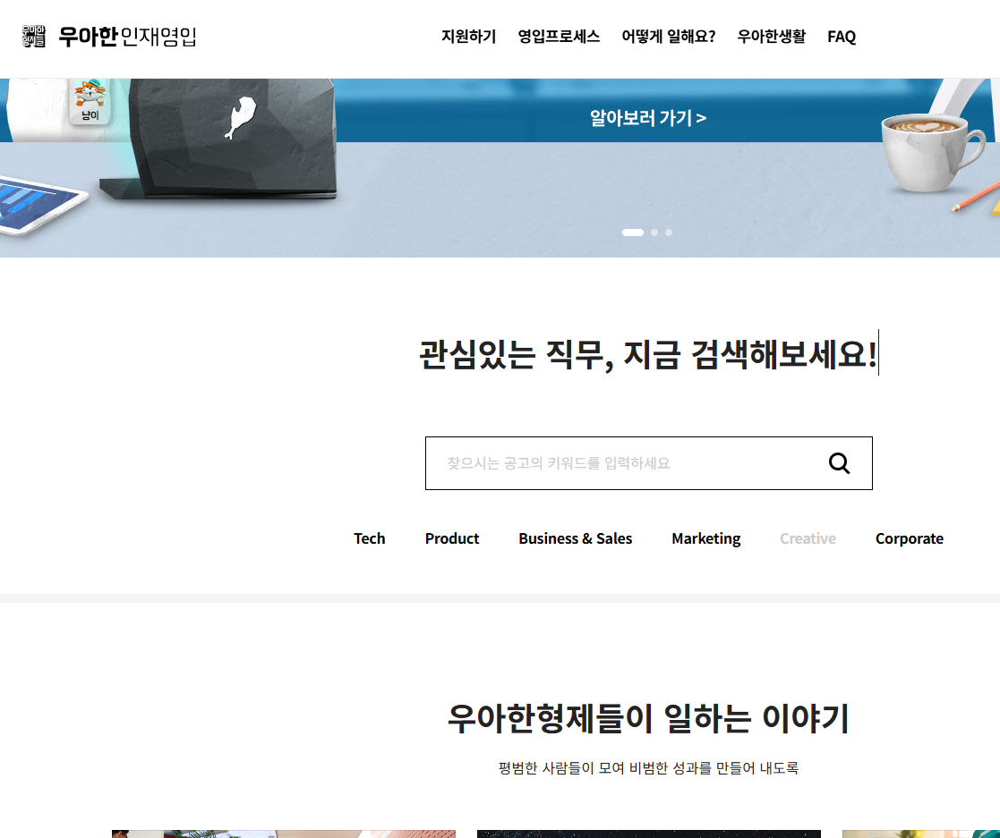 우아한형제들 우아한인재영입
지원하기 영입프로세스 어떻게 일해요? 우아한생활 FAQ
냥이
알아보러 가기 >
관심있는 직무, 지금 검색해보세요!
찾으시는 공고의 키워드를 입력하세요
Tech Product Business & Sales Marketing Creative Corporate
우아한형제들이 일하는 이야기
평범한 사람들이 모여 비범한 성과를 만들어 내도록